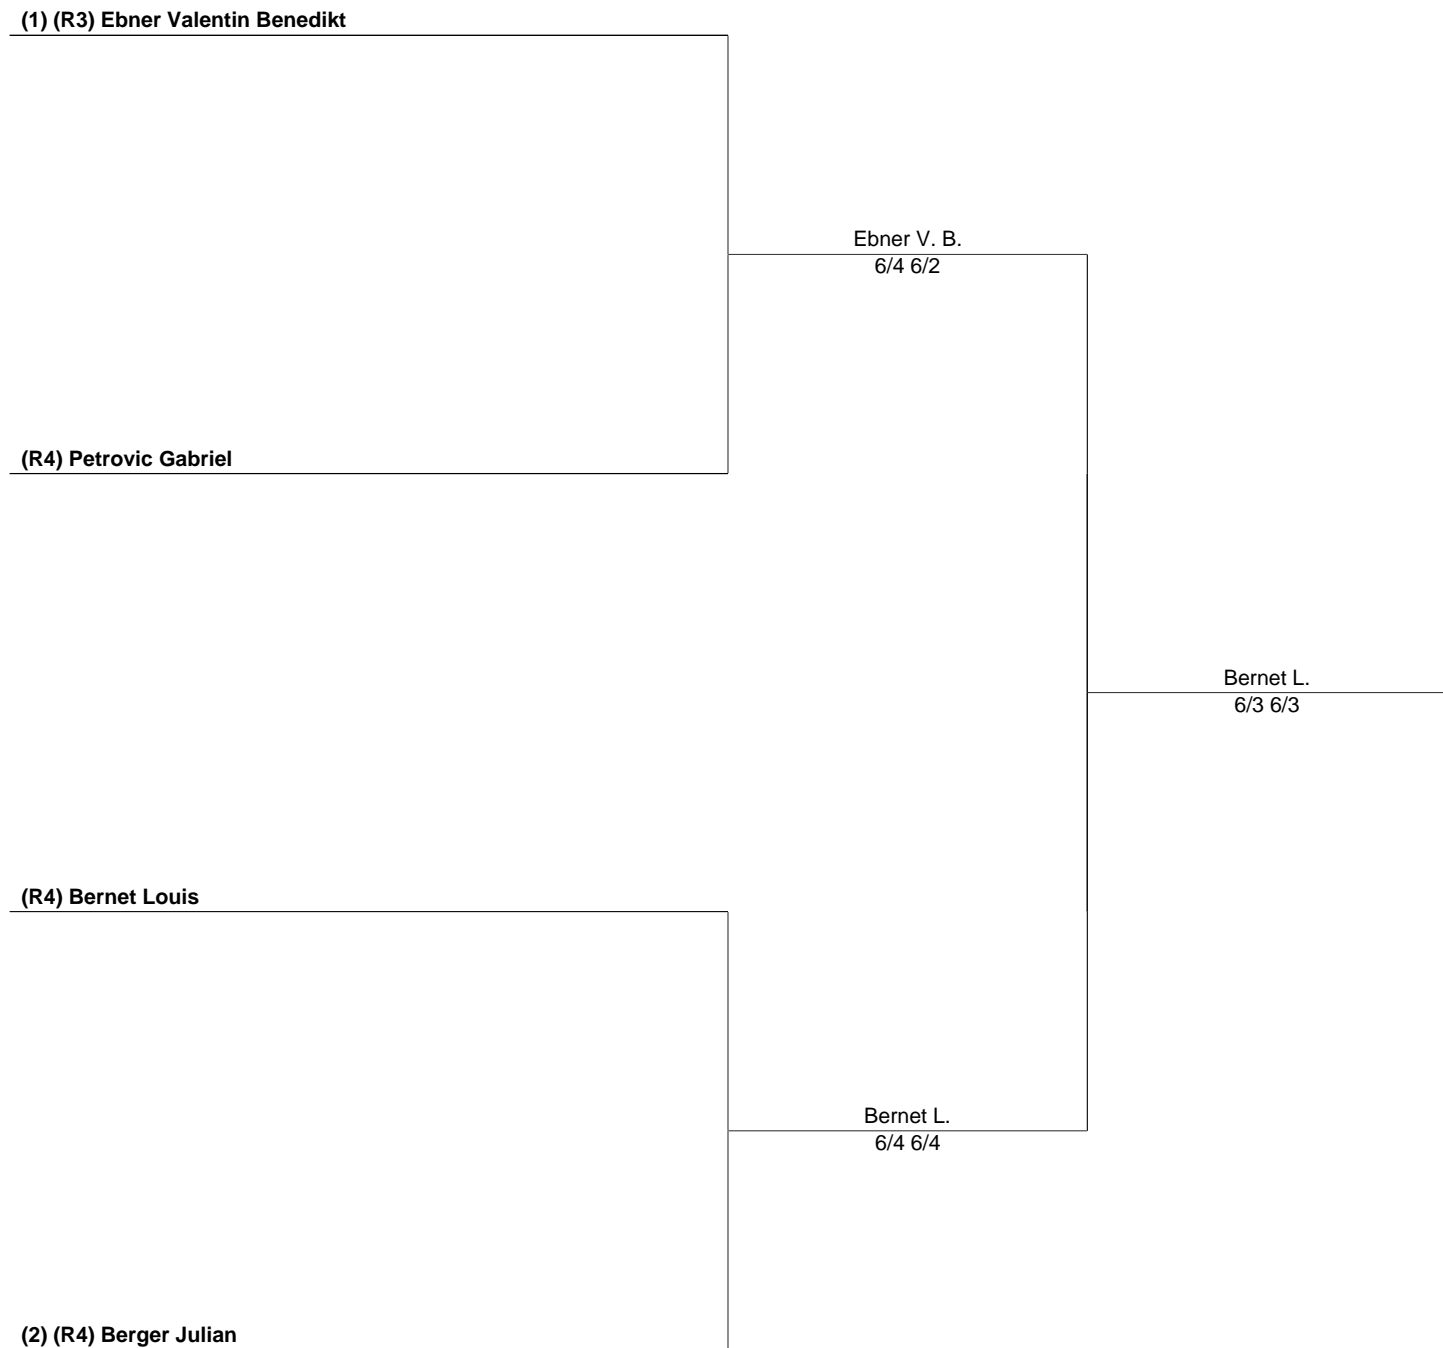 (1) (R3) Ebner Valentin Benedikt
Ebner V. B.
6/4 6/2
(R4) Petrovic Gabriel
Bernet L.
6/3 6/3
(R4) Bernet Louis
Bernet L.
6/4 6/4
(2) (R4) Berger Julian